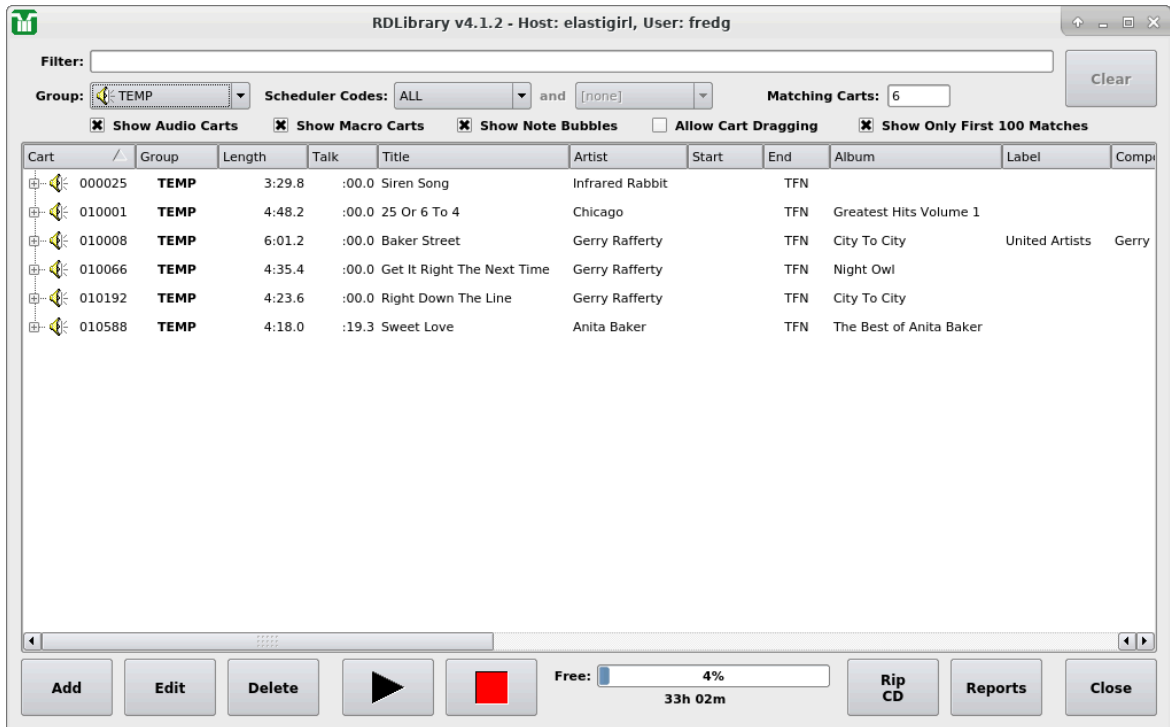 RDLibrary v4.1.2 - Host: elastigirl, User: fredg
Filter:
Clear
Group: TEMP Scheduler Codes: ALL and [none] Matching Carts: 6
Show Audio Carts Show Macro Carts Show Note Bubbles Allow Cart Dragging Show Only First 100 Matches
Cart Group Length Talk Title Artist Start End Album Label Compo
000025 TEMP 3:29.8 :00.0 Siren Song Infrared Rabbit TFN
010001 TEMP 4:48.2 :00.0 25 Or 6 To 4 Chicago TFN Greatest Hits Volume 1
010008 TEMP 6:01.2 :00.0 Baker Street Gerry Rafferty TFN City To City United Artists Gerry
010066 TEMP 4:35.4 :00.0 Get It Right The Next Time Gerry Rafferty TFN Night Owl
010192 TEMP 4:23.6 :00.0 Right Down The Line Gerry Rafferty TFN City To City
010588 TEMP 4:18.0 :19.3 Sweet Love Anita Baker TFN The Best of Anita Baker
Add Edit Delete Free: 4% Rip CD Reports Close
33h 02m